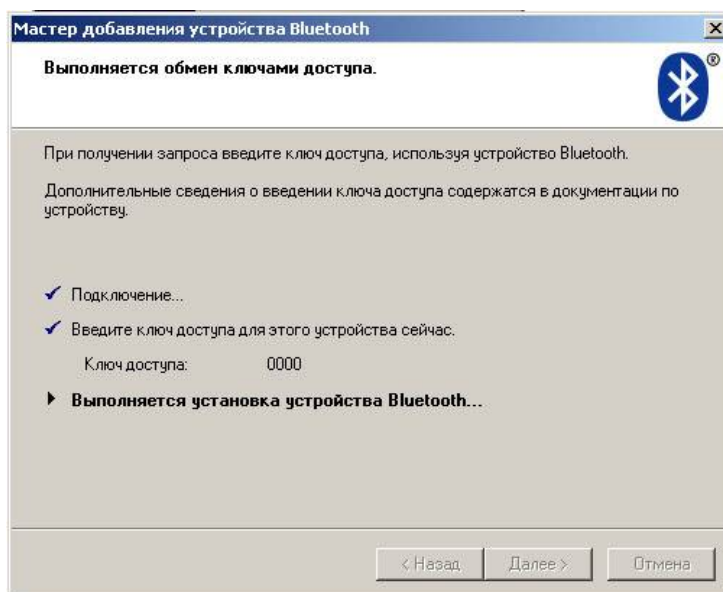 Мастер добавления устройства Bluetooth
Выполняется обмен ключами доступа.
®
При получении запроса введите ключ доступа, используя устройство Bluetooth.
Дополнительные сведения о введении ключа доступа содержатся в документации по
устройству.
Подключение...
Введите ключ доступа для этого устройства сейчас.
Ключ доступа: 0000
Выполняется установка устройства Bluetooth...
< Назад Далее > Отмена